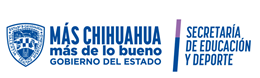 MÁS CHIHUAHUA
más de lo bueno
GOBIERNO DEL ESTADO
SECRETARÍA
DE EDUCACIÓN
Y DEPORTE